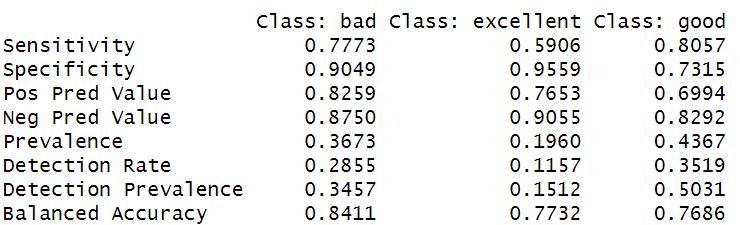 Class: bad Class: excellent Class: good
Sensitivity 0.7773 0.5906 0.8057
Specificity 0.9049 0.9559 0.7315
Pos Pred Value 0.8259 0.7653 0.6994
Neg Pred Value 0.8750 0.9055 0.8292
Prevalence 0.3673 0.1960 0.4367
Detection Rate 0.2855 0.1157 0.3519
Detection Prevalence 0.3457 0.1512 0.5031
Balanced Accuracy 0.8411 0.7732 0.7686